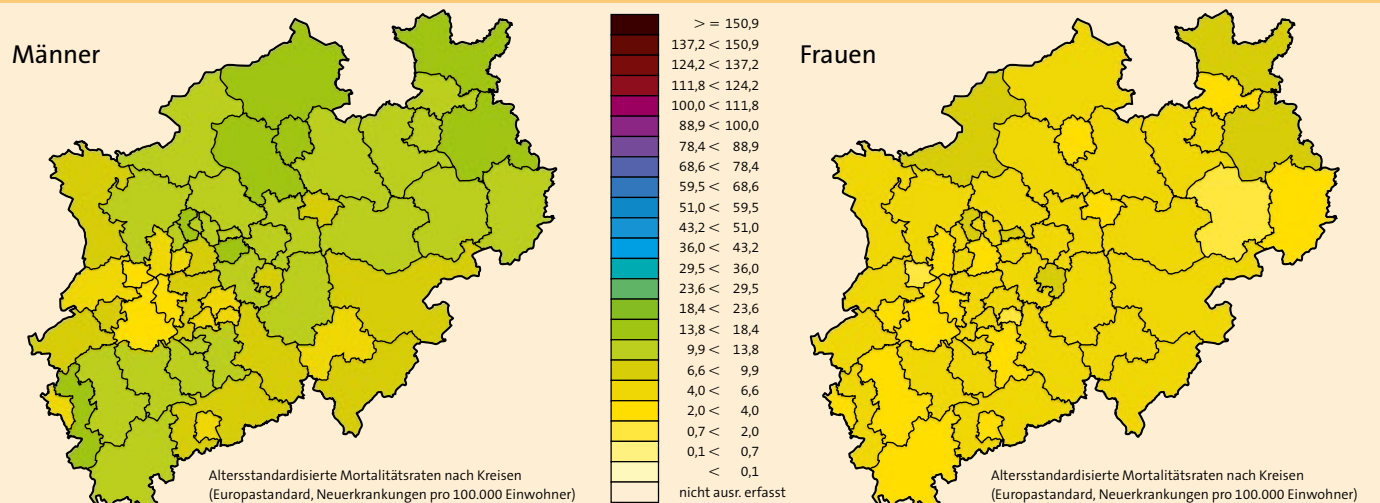 Männer
> = 150,9
137,2 < 150,9
124,2 < 137,2
111,8 < 124,2
100,0 < 111,8
88,9 < 100,0
78,4 < 88,9
68,6 < 78,4
59,5 < 68,6
51,0 < 59,5
43,2 < 51,0
36,0 < 43,2
29,5 < 36,0
23,6 < 29,5
18,4 < 23,6
13,8 < 18,4
9,9 < 13,8
6,6 < 9,9
4,0 < 6,6
2,0 < 4,0
0,7 < 2,0
0,1 < 0,7
< 0,1
nicht ausr. erfasst
Altersstandardisierte Mortalitätsraten nach Kreisen
(Europastandard, Neuerkrankungen pro 100.000 Einwohner)
Frauen
Altersstandardisierte Mortalitätsraten nach Kreisen
(Europastandard, Neuerkrankungen pro 100.000 Einwohner)